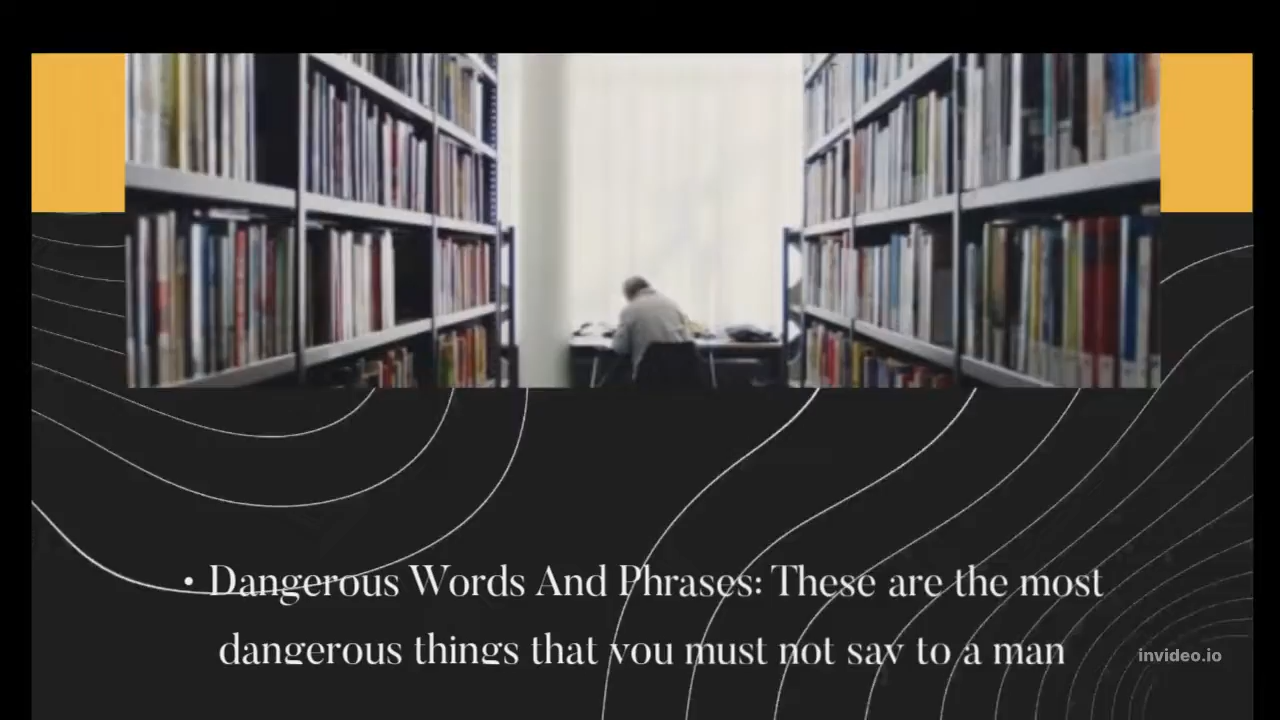 • Dangerous Words And Phrases: These are the most
dangerous things that you must not say to a man
invideo.io